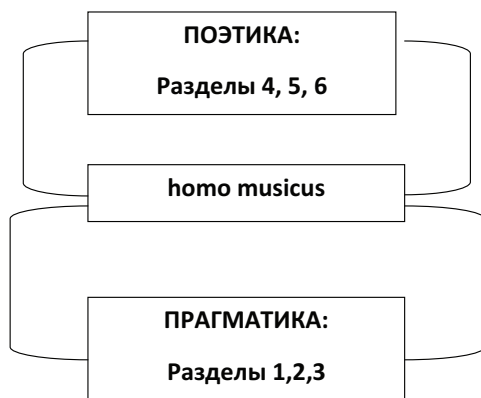 ПОЭТИКА:
Разделы 4, 5, 6
homo musicus
ПРАГМАТИКА:
Разделы 1,2,3